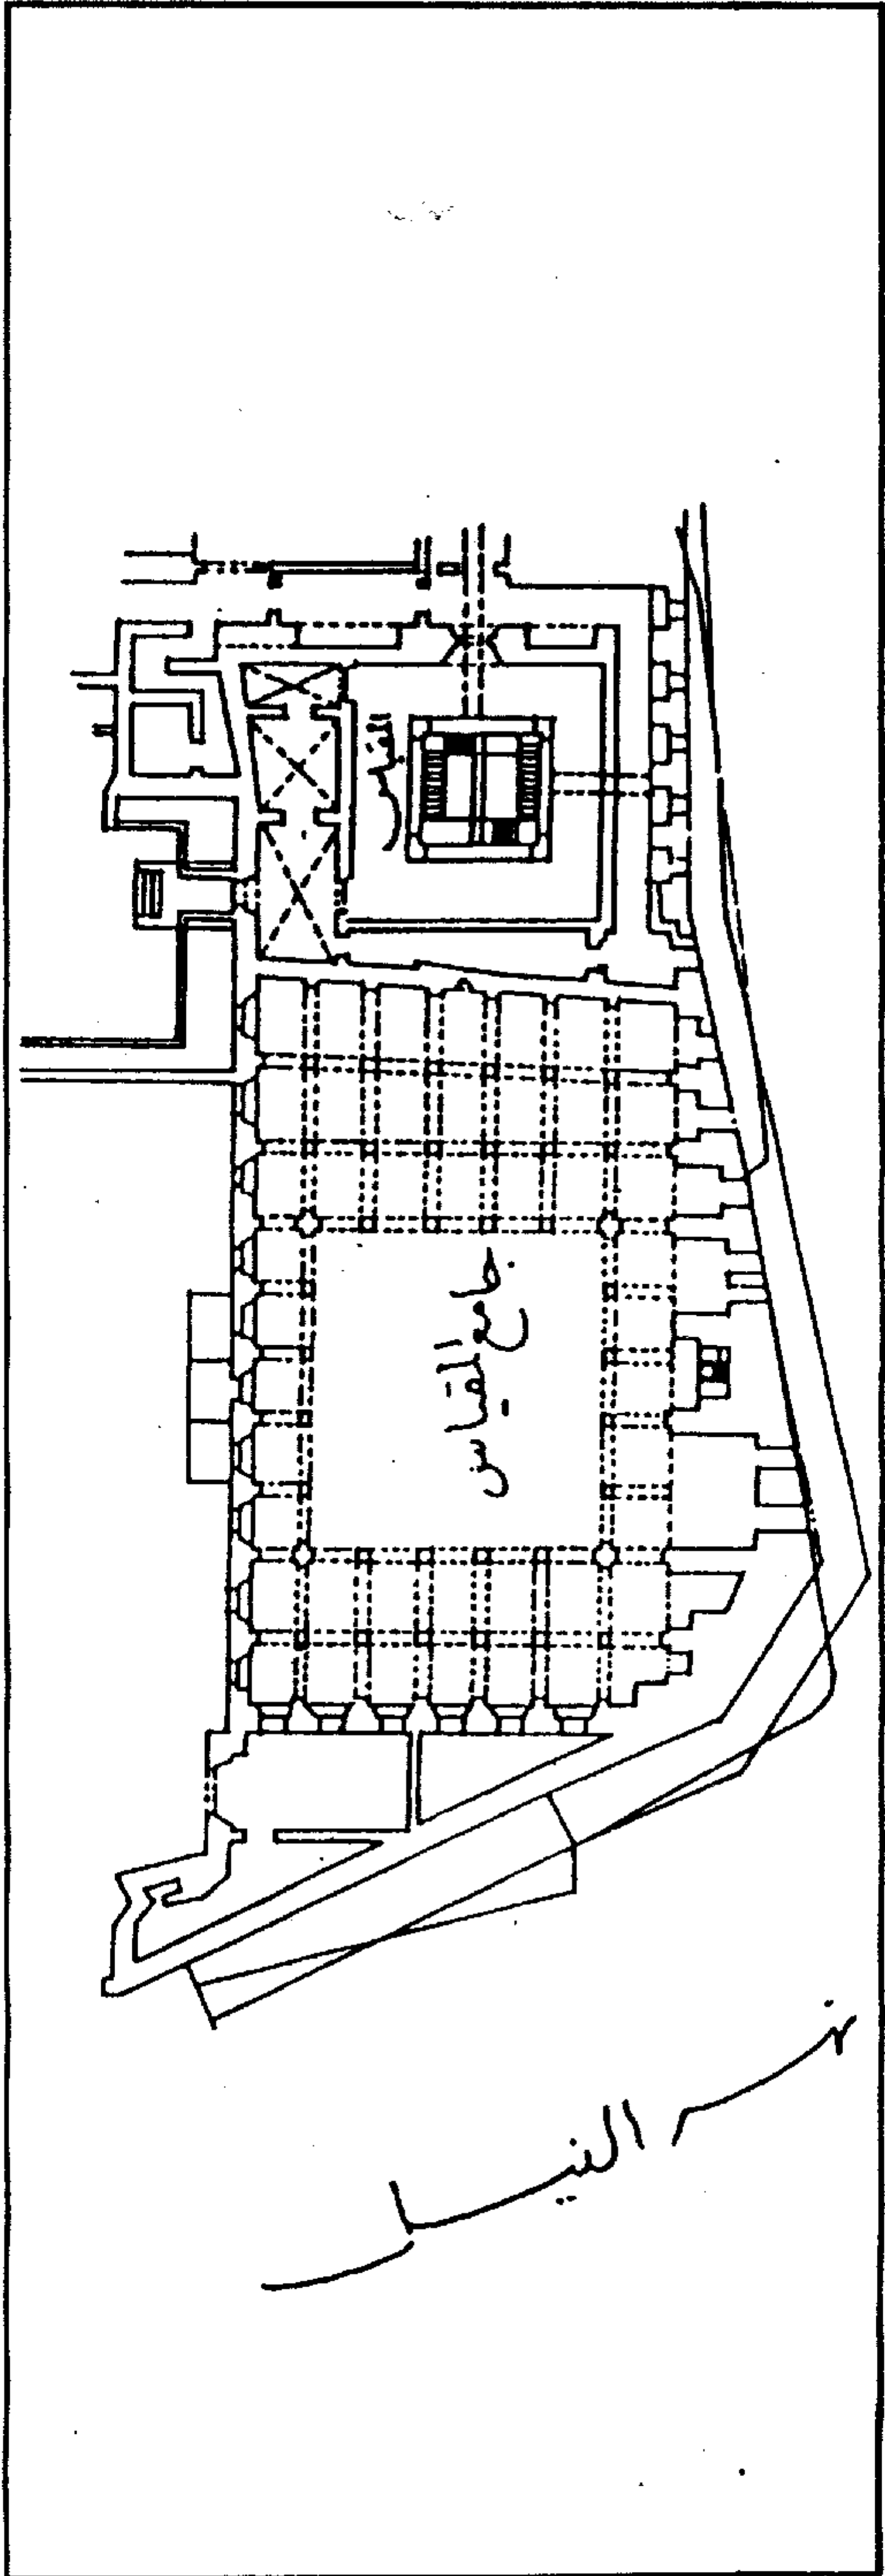 المقياس
جامع المقياس
نهر النيل